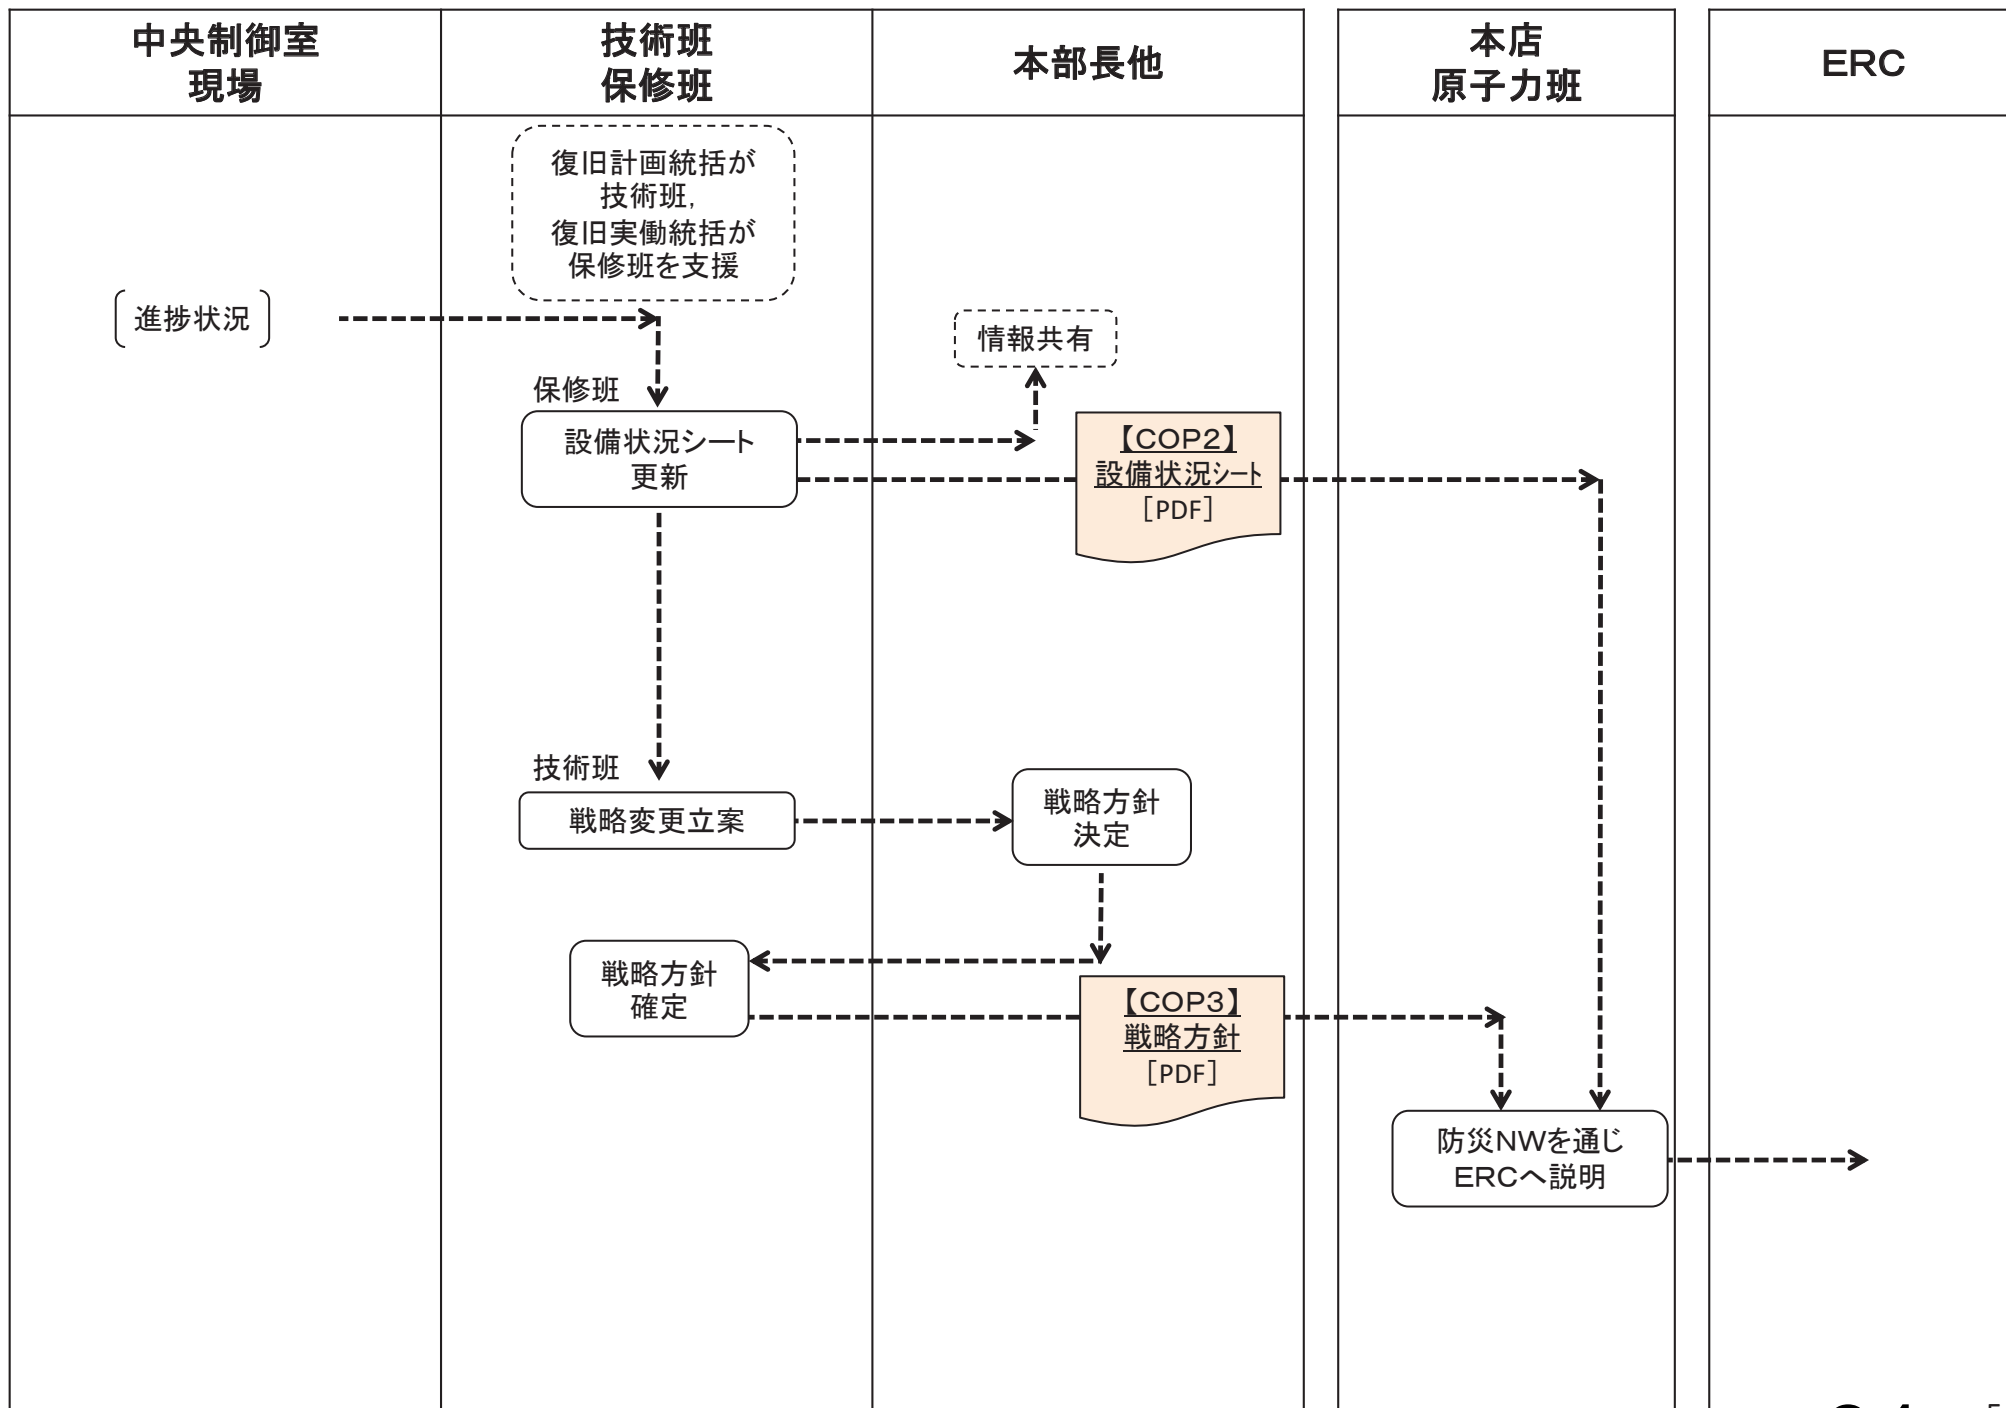 中央制御室
現場
技術班
保修班
本部長他
本店
原子力班
ERC
復旧計画統括が
技術班,
復旧実働統括が
保修班を支援
進捗状況
情報共有
保修班
設備状況シート
更新
【COP2】
設備状況シート
[PDF]
技術班
戦略変更立案
戦略方針
決定
戦略方針
確定
【COP3】
戦略方針
[PDF]
防災NWを通じ
ERCへ説明